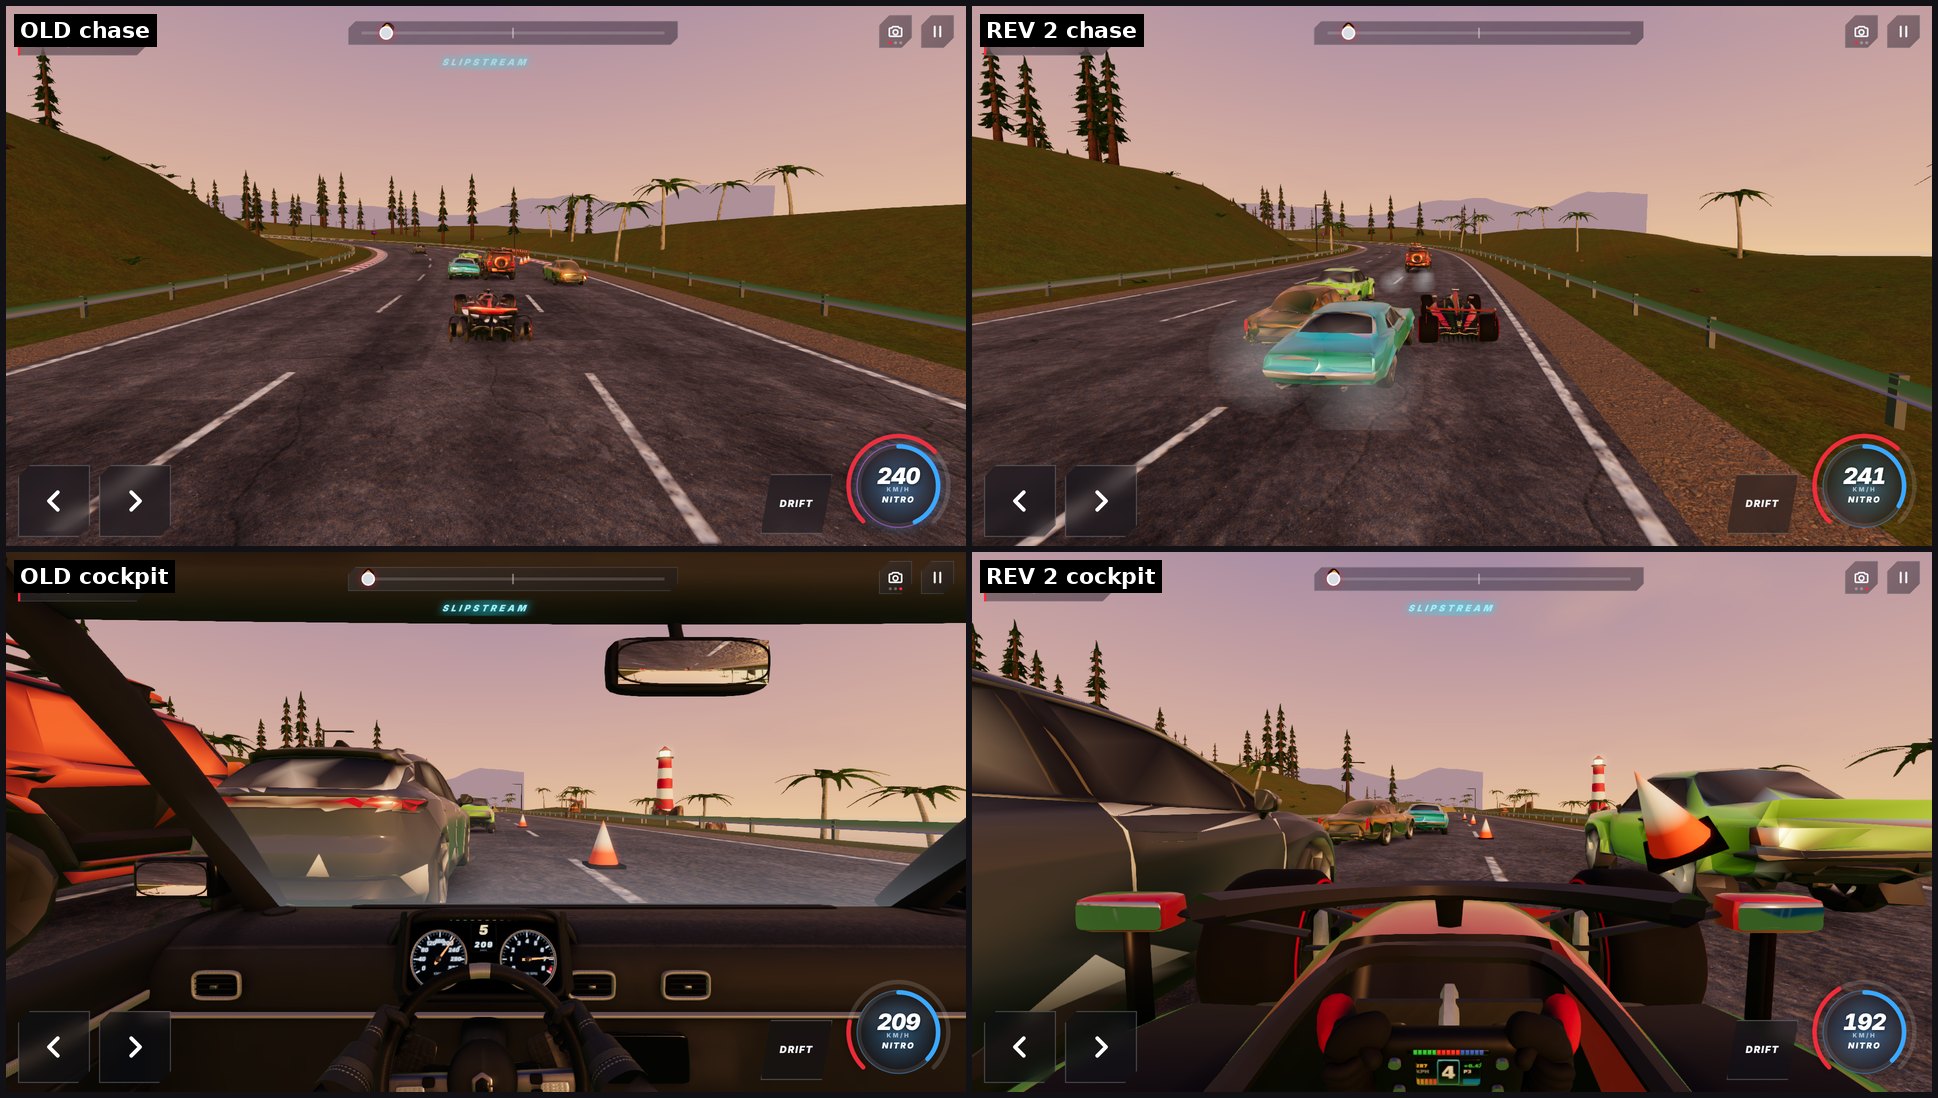 OLD chase
SLIPSTREAM
240
KM/H
NITRO
DRIFT
REV 2 chase
241
KM/H
NITRO
DRIFT
OLD cockpit
SLIPSTREAM
5
209
209
KM/H
NITRO
DRIFT
REV 2 cockpit
SLIPSTREAM
4
192
KM/H
NITRO
DRIFT